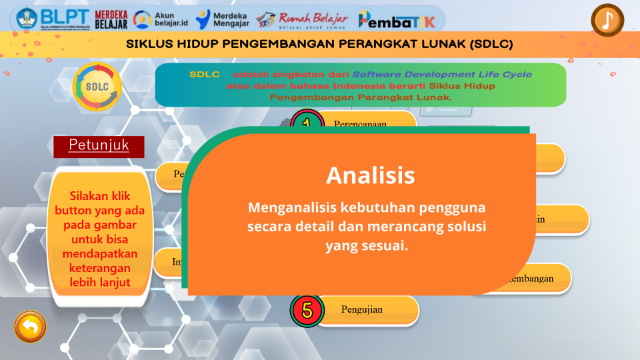 BLPT
MERDEKA BELAJAR
Akun belajar.id
Merdeka Mengajar
Rumah Belajar
belajar untuk semua
PembaTIK
SIKLUS HIDUP PENGEMBANGAN PERANGKAT LUNAK (SDLC)
SDLC
SDLC adalah singkatan dari Software Development Life Cycle
atau dalam bahasa Indonesia berarti Siklus Hidup
Pengembangan Perangkat Lunak.
1
Perencanaan
Petunjuk
Silakan klik
button yang ada
pada gambar
untuk bisa
mendapatkan
keterangan
lebih lanjut
Analisis
Menganalisis kebutuhan pengguna
secara detail dan merancang solusi
yang sesuai.
5
Pengujian